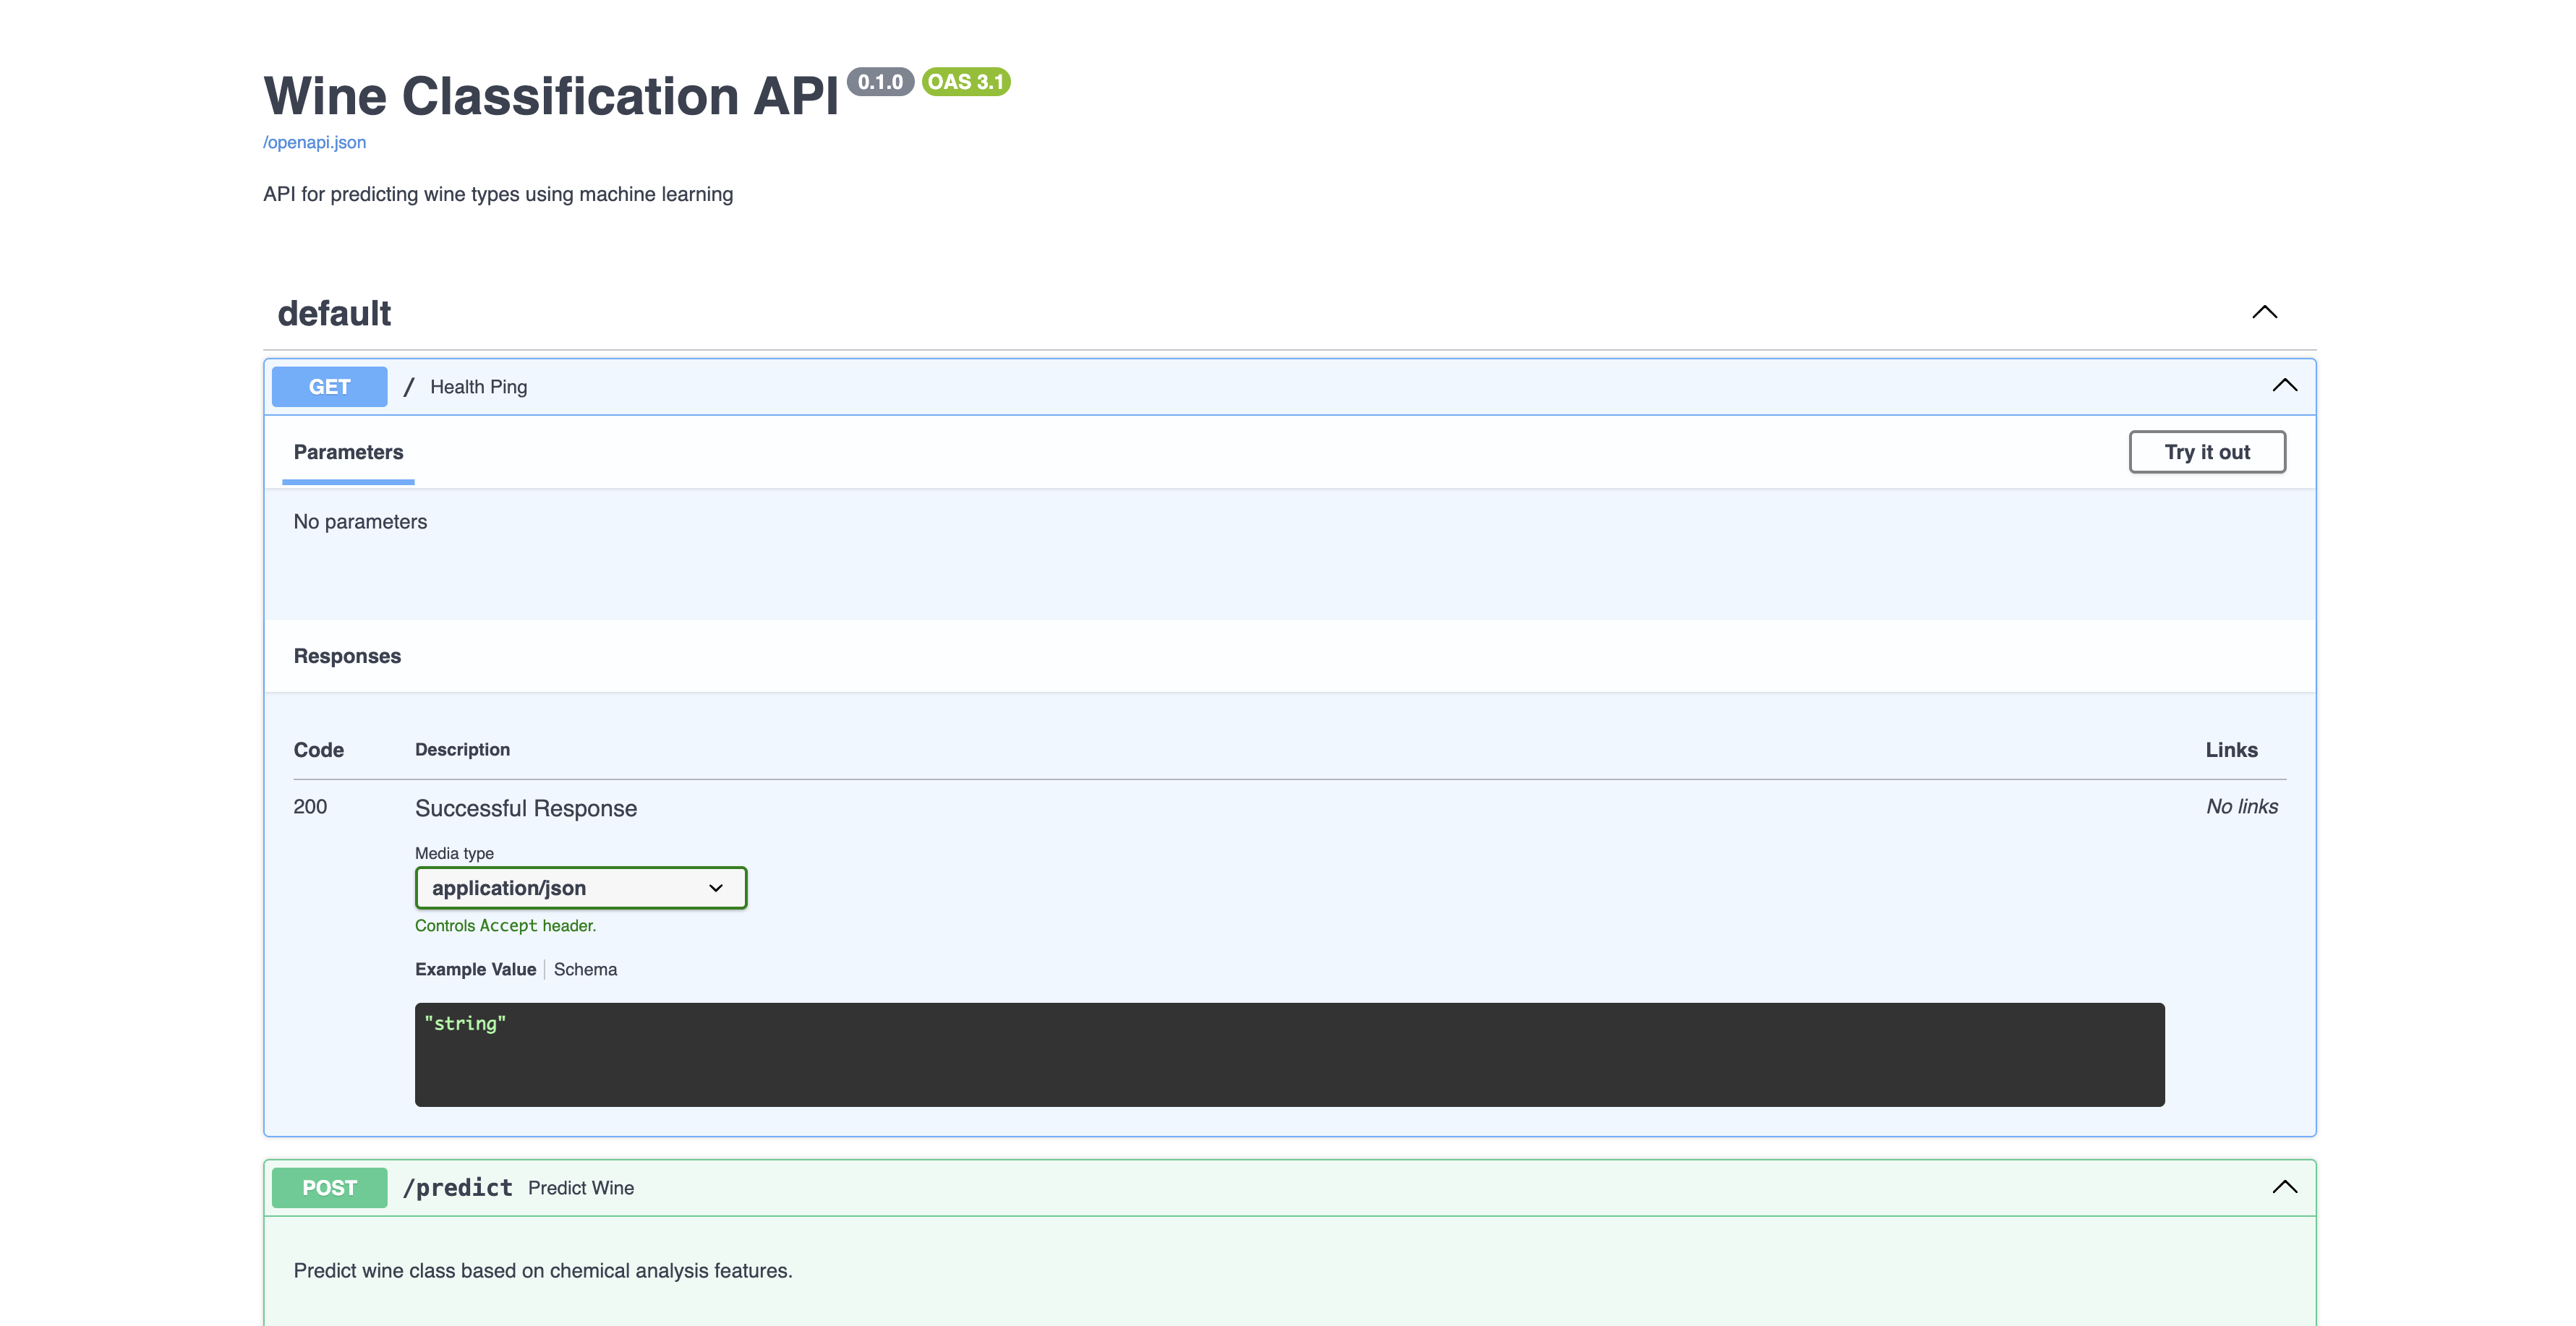 Wine Classification API 0.1.0 OAS 3.1
/openapi.json
API for predicting wine types using machine learning
default
GET / Health Ping
Parameters Try it out
No parameters
Responses
Code Description Links
200 Successful Response No links
Media type
application/json
Controls Accept header.
Example Value Schema
"string"
POST /predict Predict Wine
Predict wine class based on chemical analysis features.